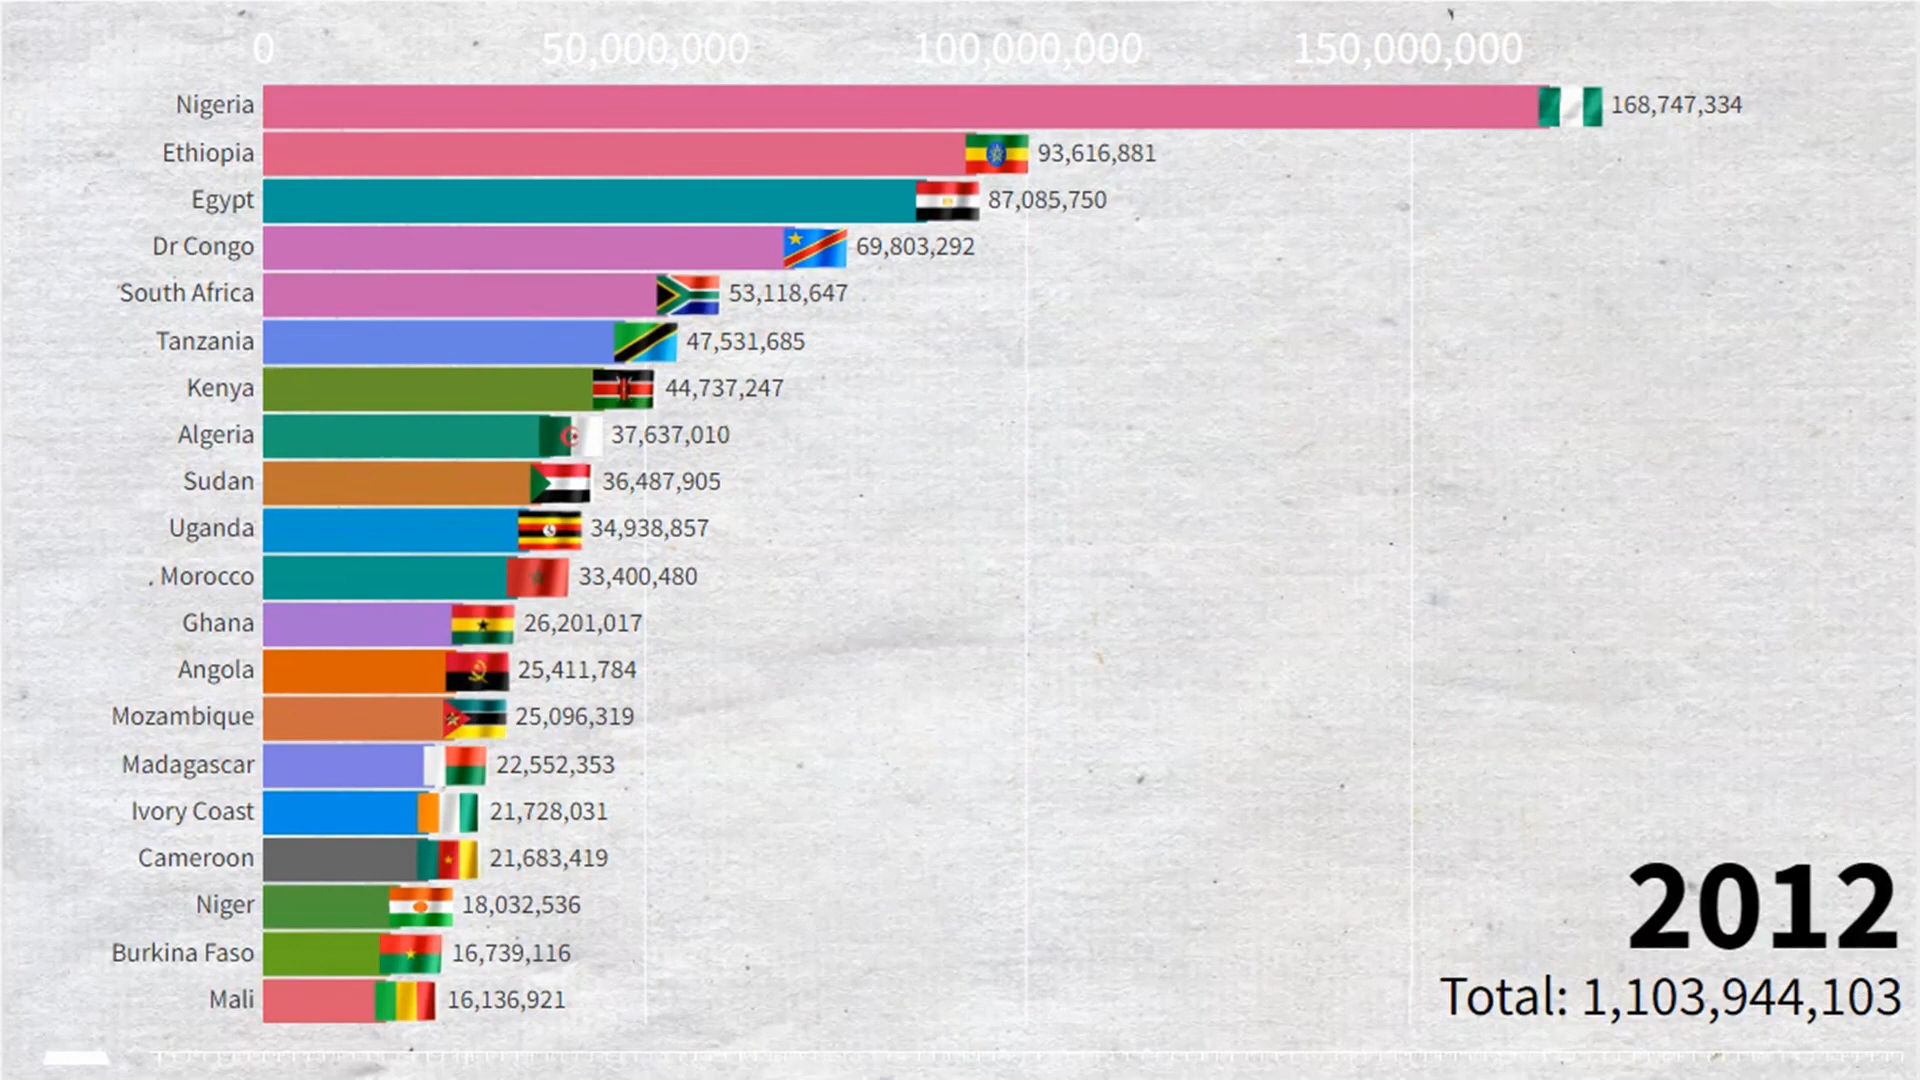 0 50,000,000 100,000,000 150,000,000
Nigeria 168,747,334
Ethiopia 93,616,881
Egypt 87,085,750
Dr Congo 69,803,292
South Africa 53,118,647
Tanzania 47,531,685
Kenya 44,737,247
Algeria 37,637,010
Sudan 36,487,905
Uganda 34,938,857
Morocco 33,400,480
Ghana 26,201,017
Angola 25,411,784
Mozambique 25,096,319
Madagascar 22,552,353
Ivory Coast 21,728,031
Cameroon 21,683,419
Niger 18,032,536
Burkina Faso 16,739,116
Mali 16,136,921
2012
Total: 1,103,944,103